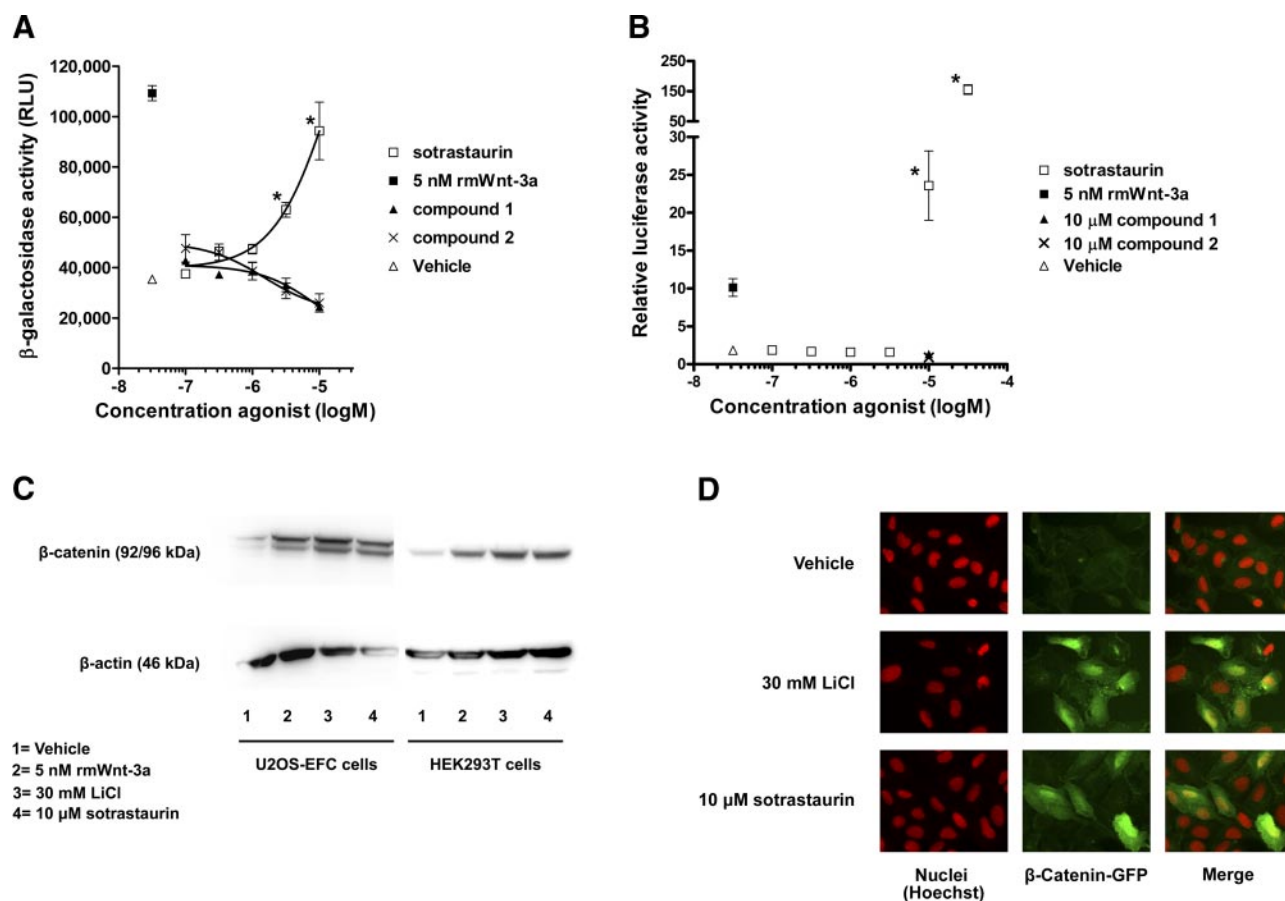 A
β-galactosidase activity (RLU)
120,000
100,000
80,000
60,000
40,000
20,000
0
*
*
-8
-7
-6
-5
Concentration agonist (logM)
sotrastaurin
5 nM rmWnt-3a
compound 1
compound 2
Vehicle
B
Relative luciferase activity
250
150
50
30
25
20
15
10
5
0
*
*
-8
-7
-6
-5
-4
Concentration agonist (logM)
sotrastaurin
5 nM rmWnt-3a
10 μM compound 1
10 μM compound 2
Vehicle
C
β-catenin (92/96 kDa)
β-actin (46 kDa)
1 2 3 4 1 2 3 4
U2OS-EFC cells HEK293T cells
1= Vehicle
2= 5 nM rmWnt-3a
3= 30 mM LiCl
4= 10 μM sotrastaurin
D
Vehicle
30 mM LiCl
10 μM sotrastaurin
Nuclei
(Hoechst)
β-Catenin-GFP
Merge